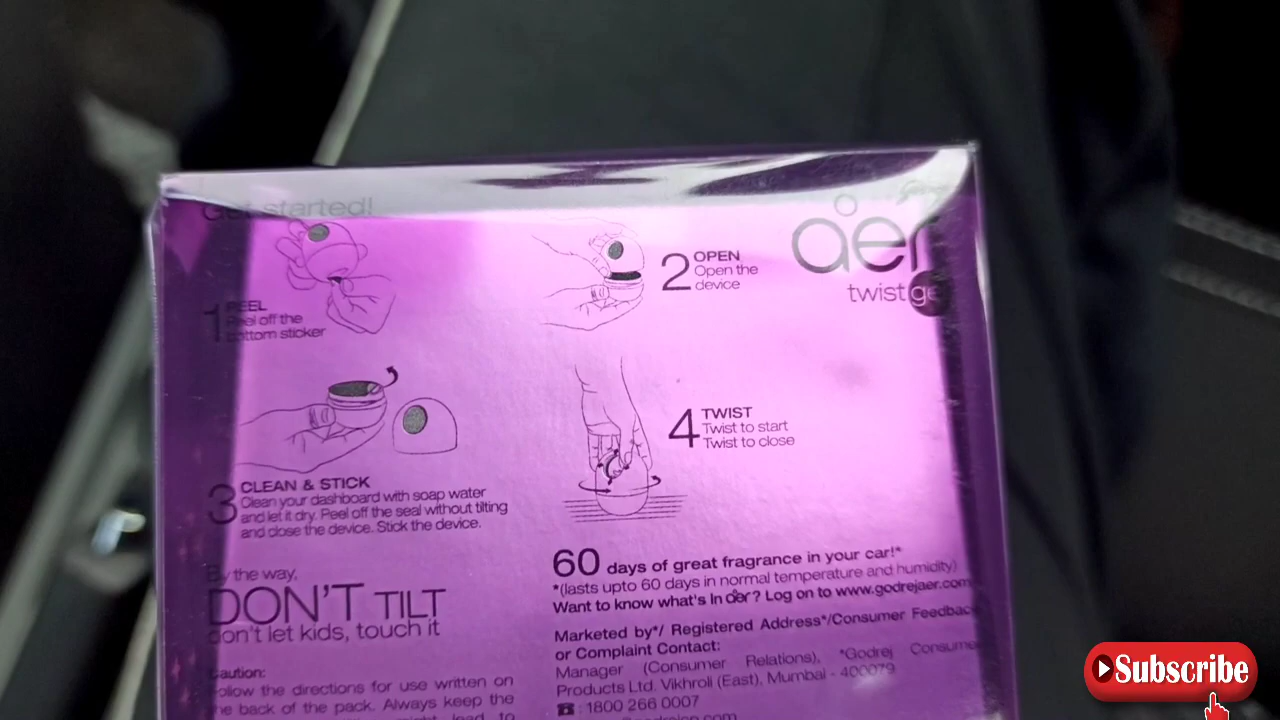 Get started!
1 PEEL
Peel off the
bottom sticker
2 OPEN
Open the
device
aer
twist go
3 CLEAN & STICK
Clean your dashboard with soap water
and let it dry. Peel off the seal without tilting
and close the device. Stick the device.
4 TWIST
Twist to start
Twist to close
By the way,
DON'T TILT
don't let kids, touch it
Caution:
Follow the directions for use written on
the back of the pack. Always keep the
60 days of great fragrance in your car!*
*(lasts upto 60 days in normal temperature and humidity)
Want to know what's In aer? Log on to www.godrejaer.com
Marketed by*/ Registered Address*/Consumer Feedback
or Complaint Contact:
Manager (Consumer Relations), *Godrej Consumer
Products Ltd. Vikhroli (East), Mumbai - 400079
☎: 1800 266 0007
Subscribe